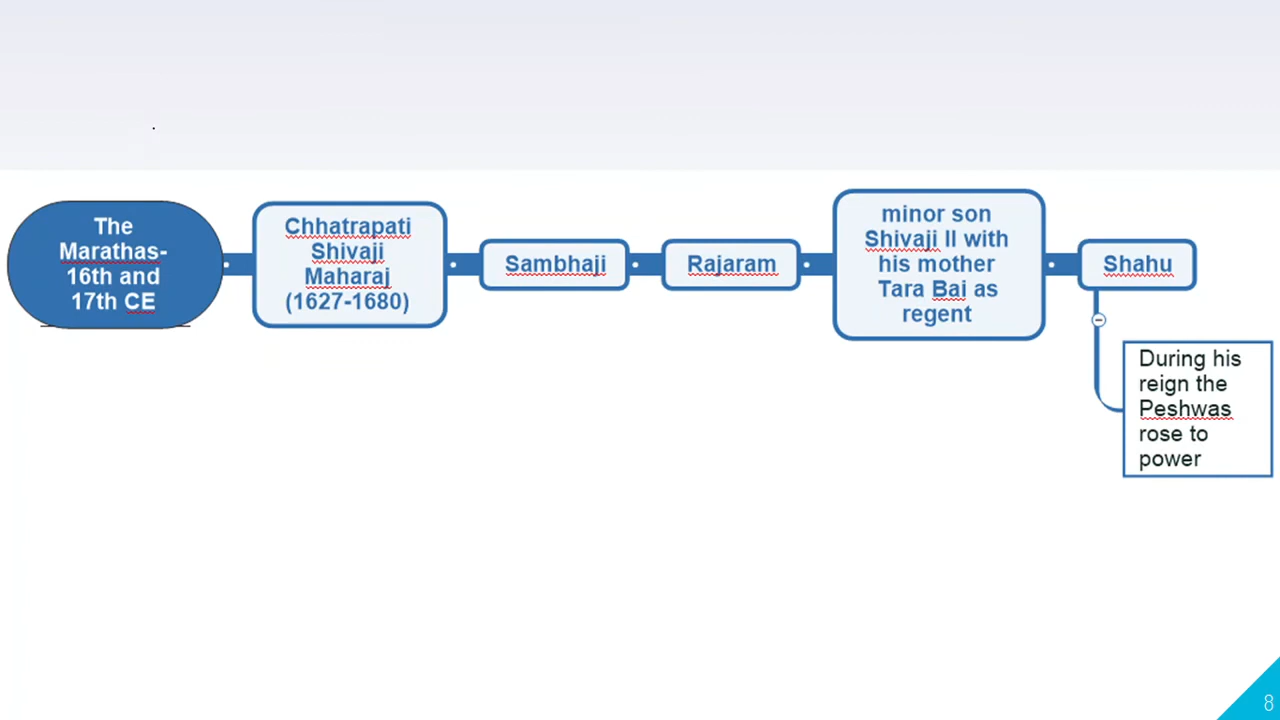 The
Marathas-
16th and
17th CE
Chhatrapati
Shivaji
Maharaj
(1627-1680)
Sambhaji
Rajaram
minor son
Shivaji II with
his mother
Tara Bai as
regent
Shahu
During his
reign the
Peshwas
rose to
power
8